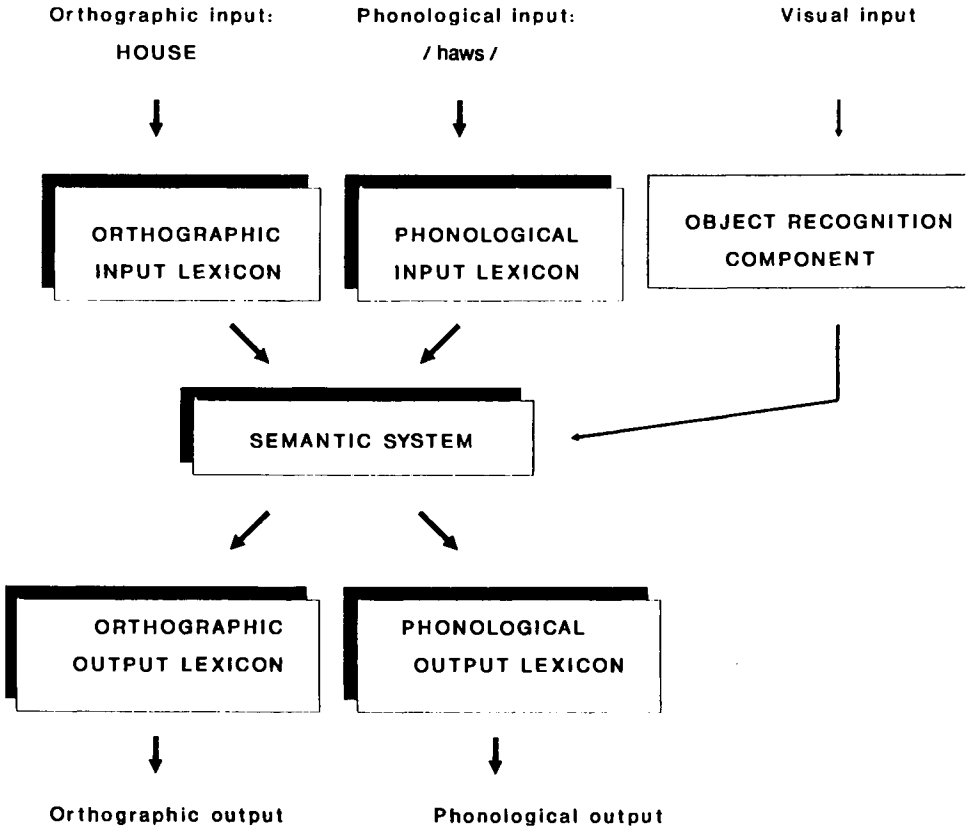 Orthographic input:
HOUSE
Phonological input:
/ haws /
Visual input
ORTHOGRAPHIC
INPUT LEXICON
PHONOLOGICAL
INPUT LEXICON
OBJECT RECOGNITION
COMPONENT
SEMANTIC SYSTEM
ORTHOGRAPHIC
OUTPUT LEXICON
PHONOLOGICAL
OUTPUT LEXICON
Orthographic output
Phonological output